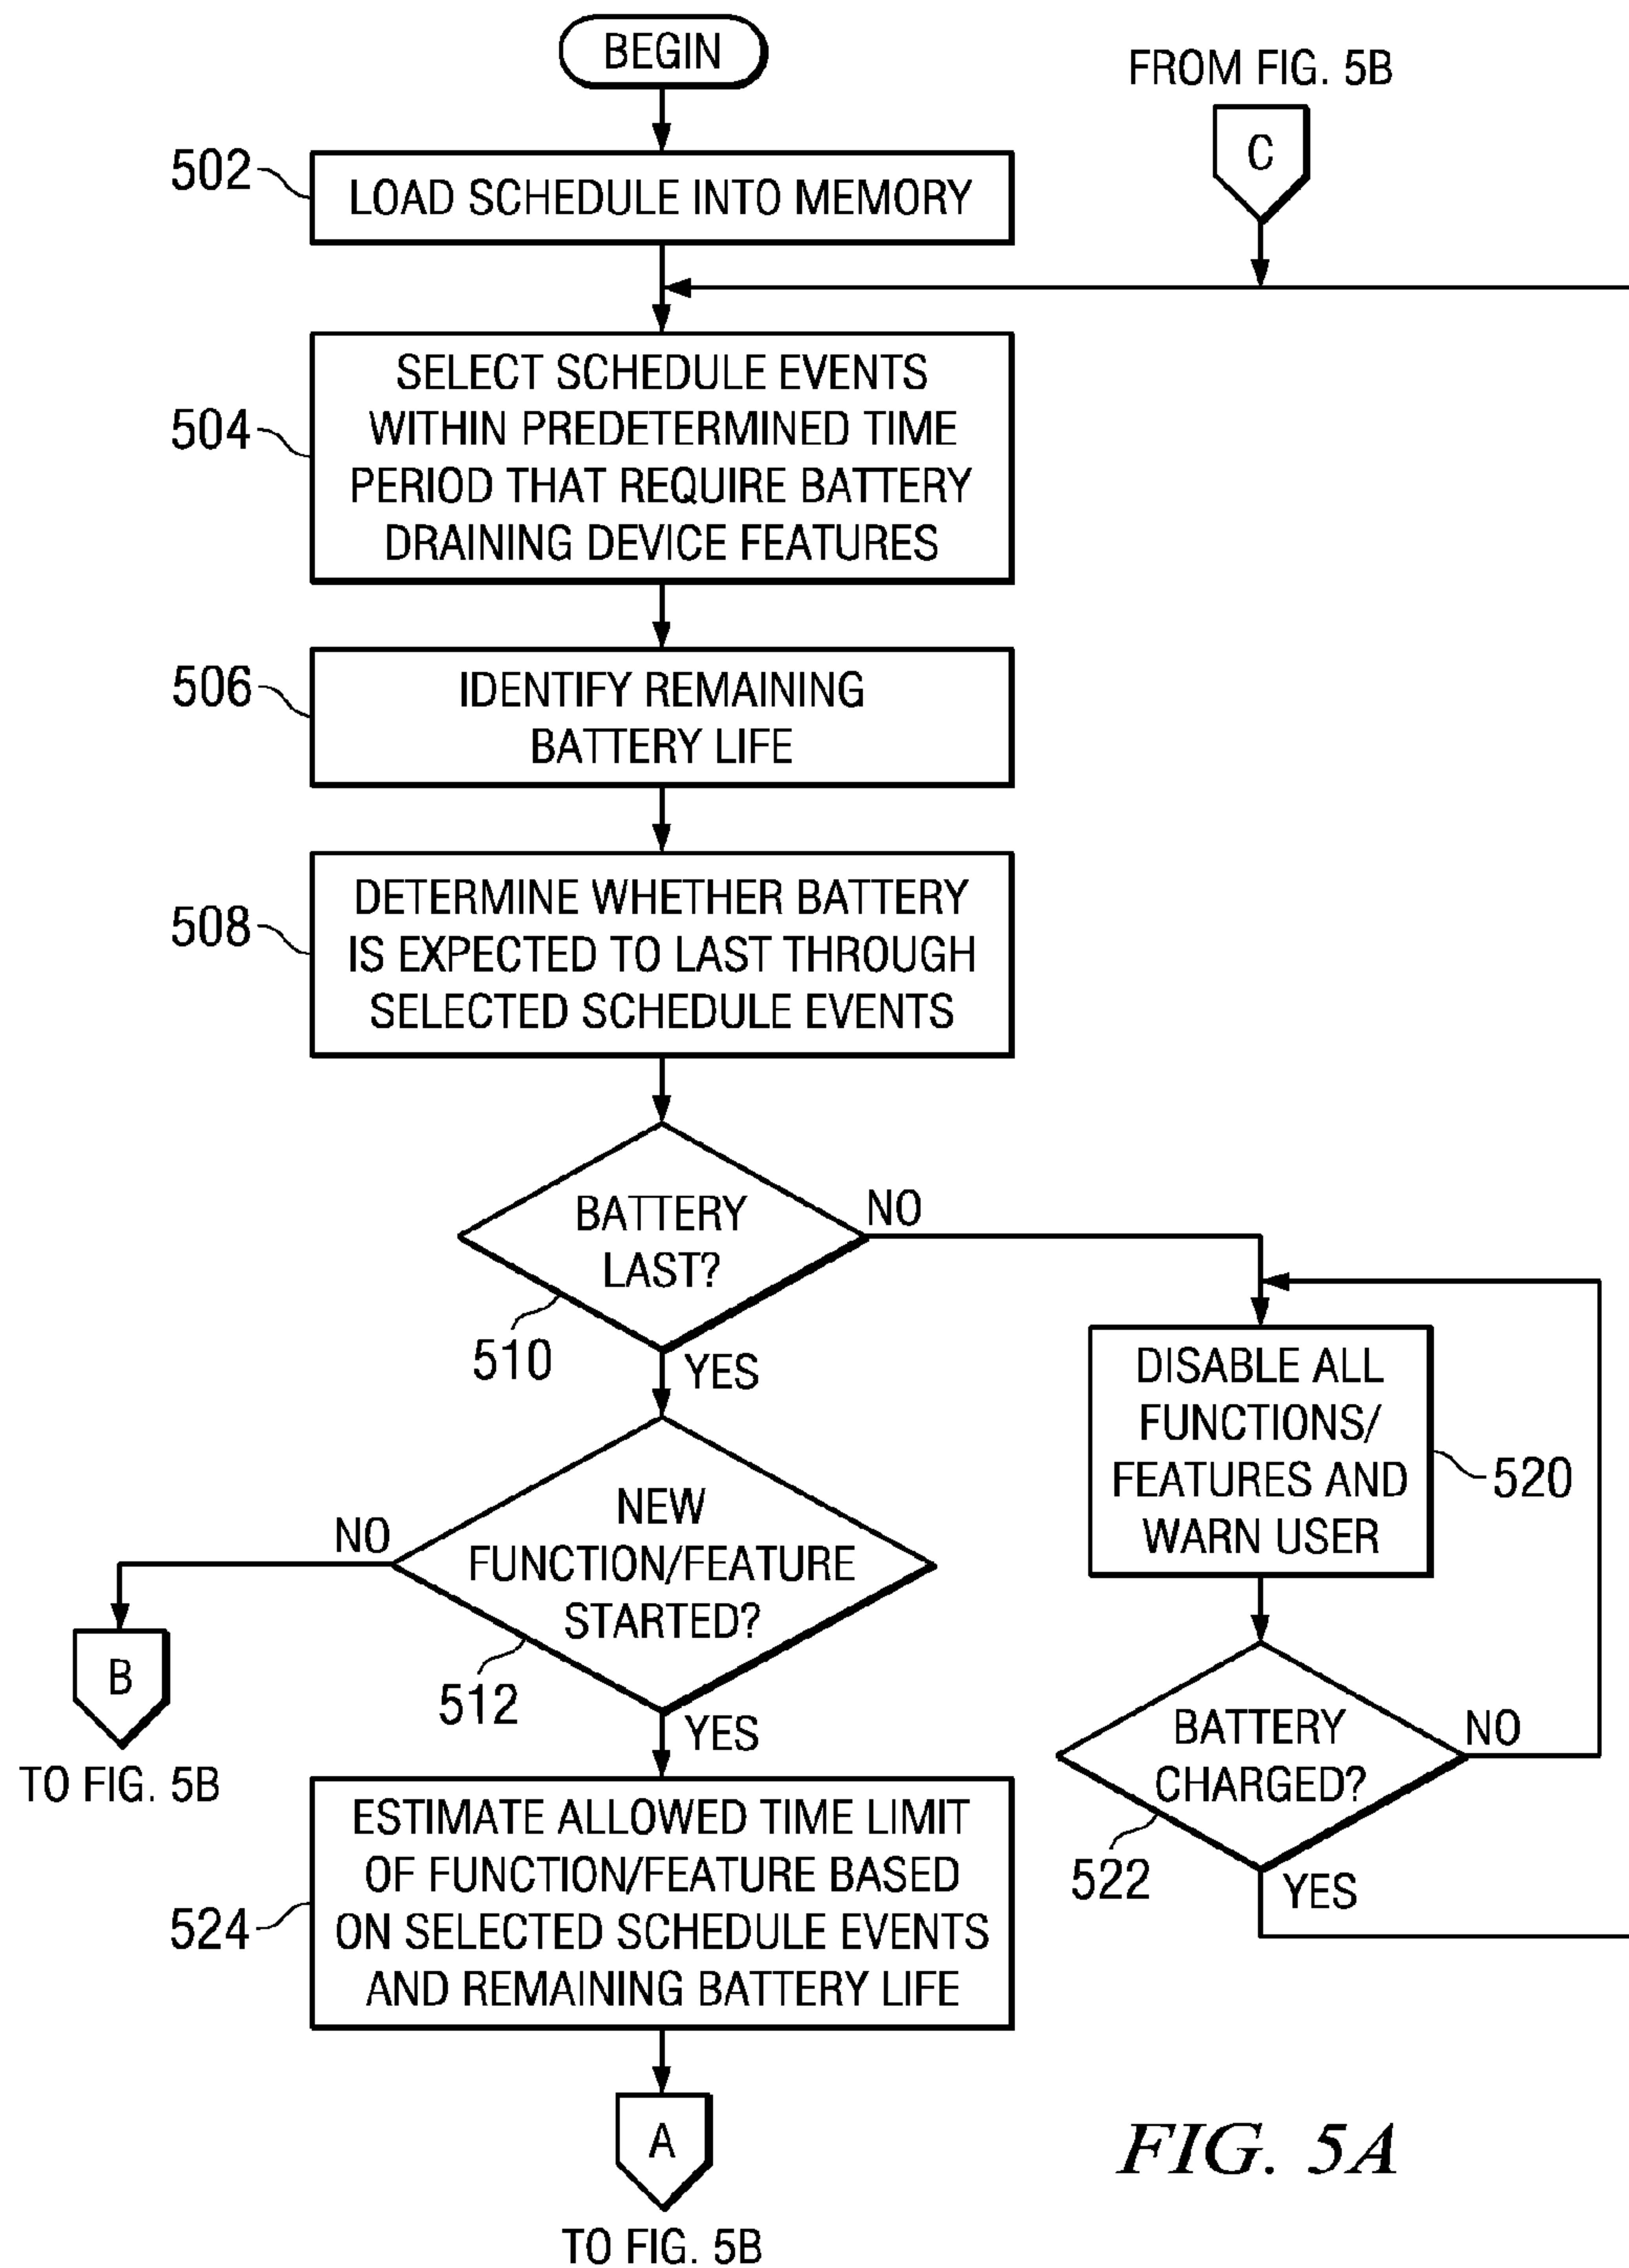 BEGIN
FROM FIG. 5B
C
502
LOAD SCHEDULE INTO MEMORY
504
SELECT SCHEDULE EVENTS
WITHIN PREDETERMINED TIME
PERIOD THAT REQUIRE BATTERY
DRAINING DEVICE FEATURES
506
IDENTIFY REMAINING
BATTERY LIFE
508
DETERMINE WHETHER BATTERY
IS EXPECTED TO LAST THROUGH
SELECTED SCHEDULE EVENTS
BATTERY
LAST?
NO
510
YES
DISABLE ALL
FUNCTIONS/
FEATURES AND
WARN USER
520
NEW
FUNCTION/FEATURE
STARTED?
NO
512
YES
B
TO FIG. 5B
BATTERY
CHARGED?
NO
522
YES
524
ESTIMATE ALLOWED TIME LIMIT
OF FUNCTION/FEATURE BASED
ON SELECTED SCHEDULE EVENTS
AND REMAINING BATTERY LIFE
A
TO FIG. 5B
FIG. 5A